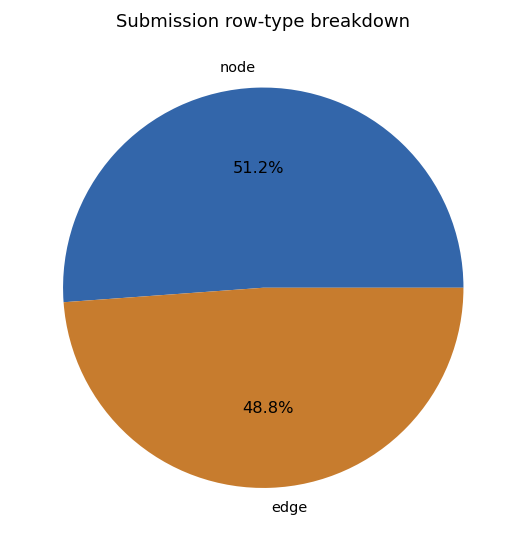 Submission row-type breakdown
node
51.2%
48.8%
edge